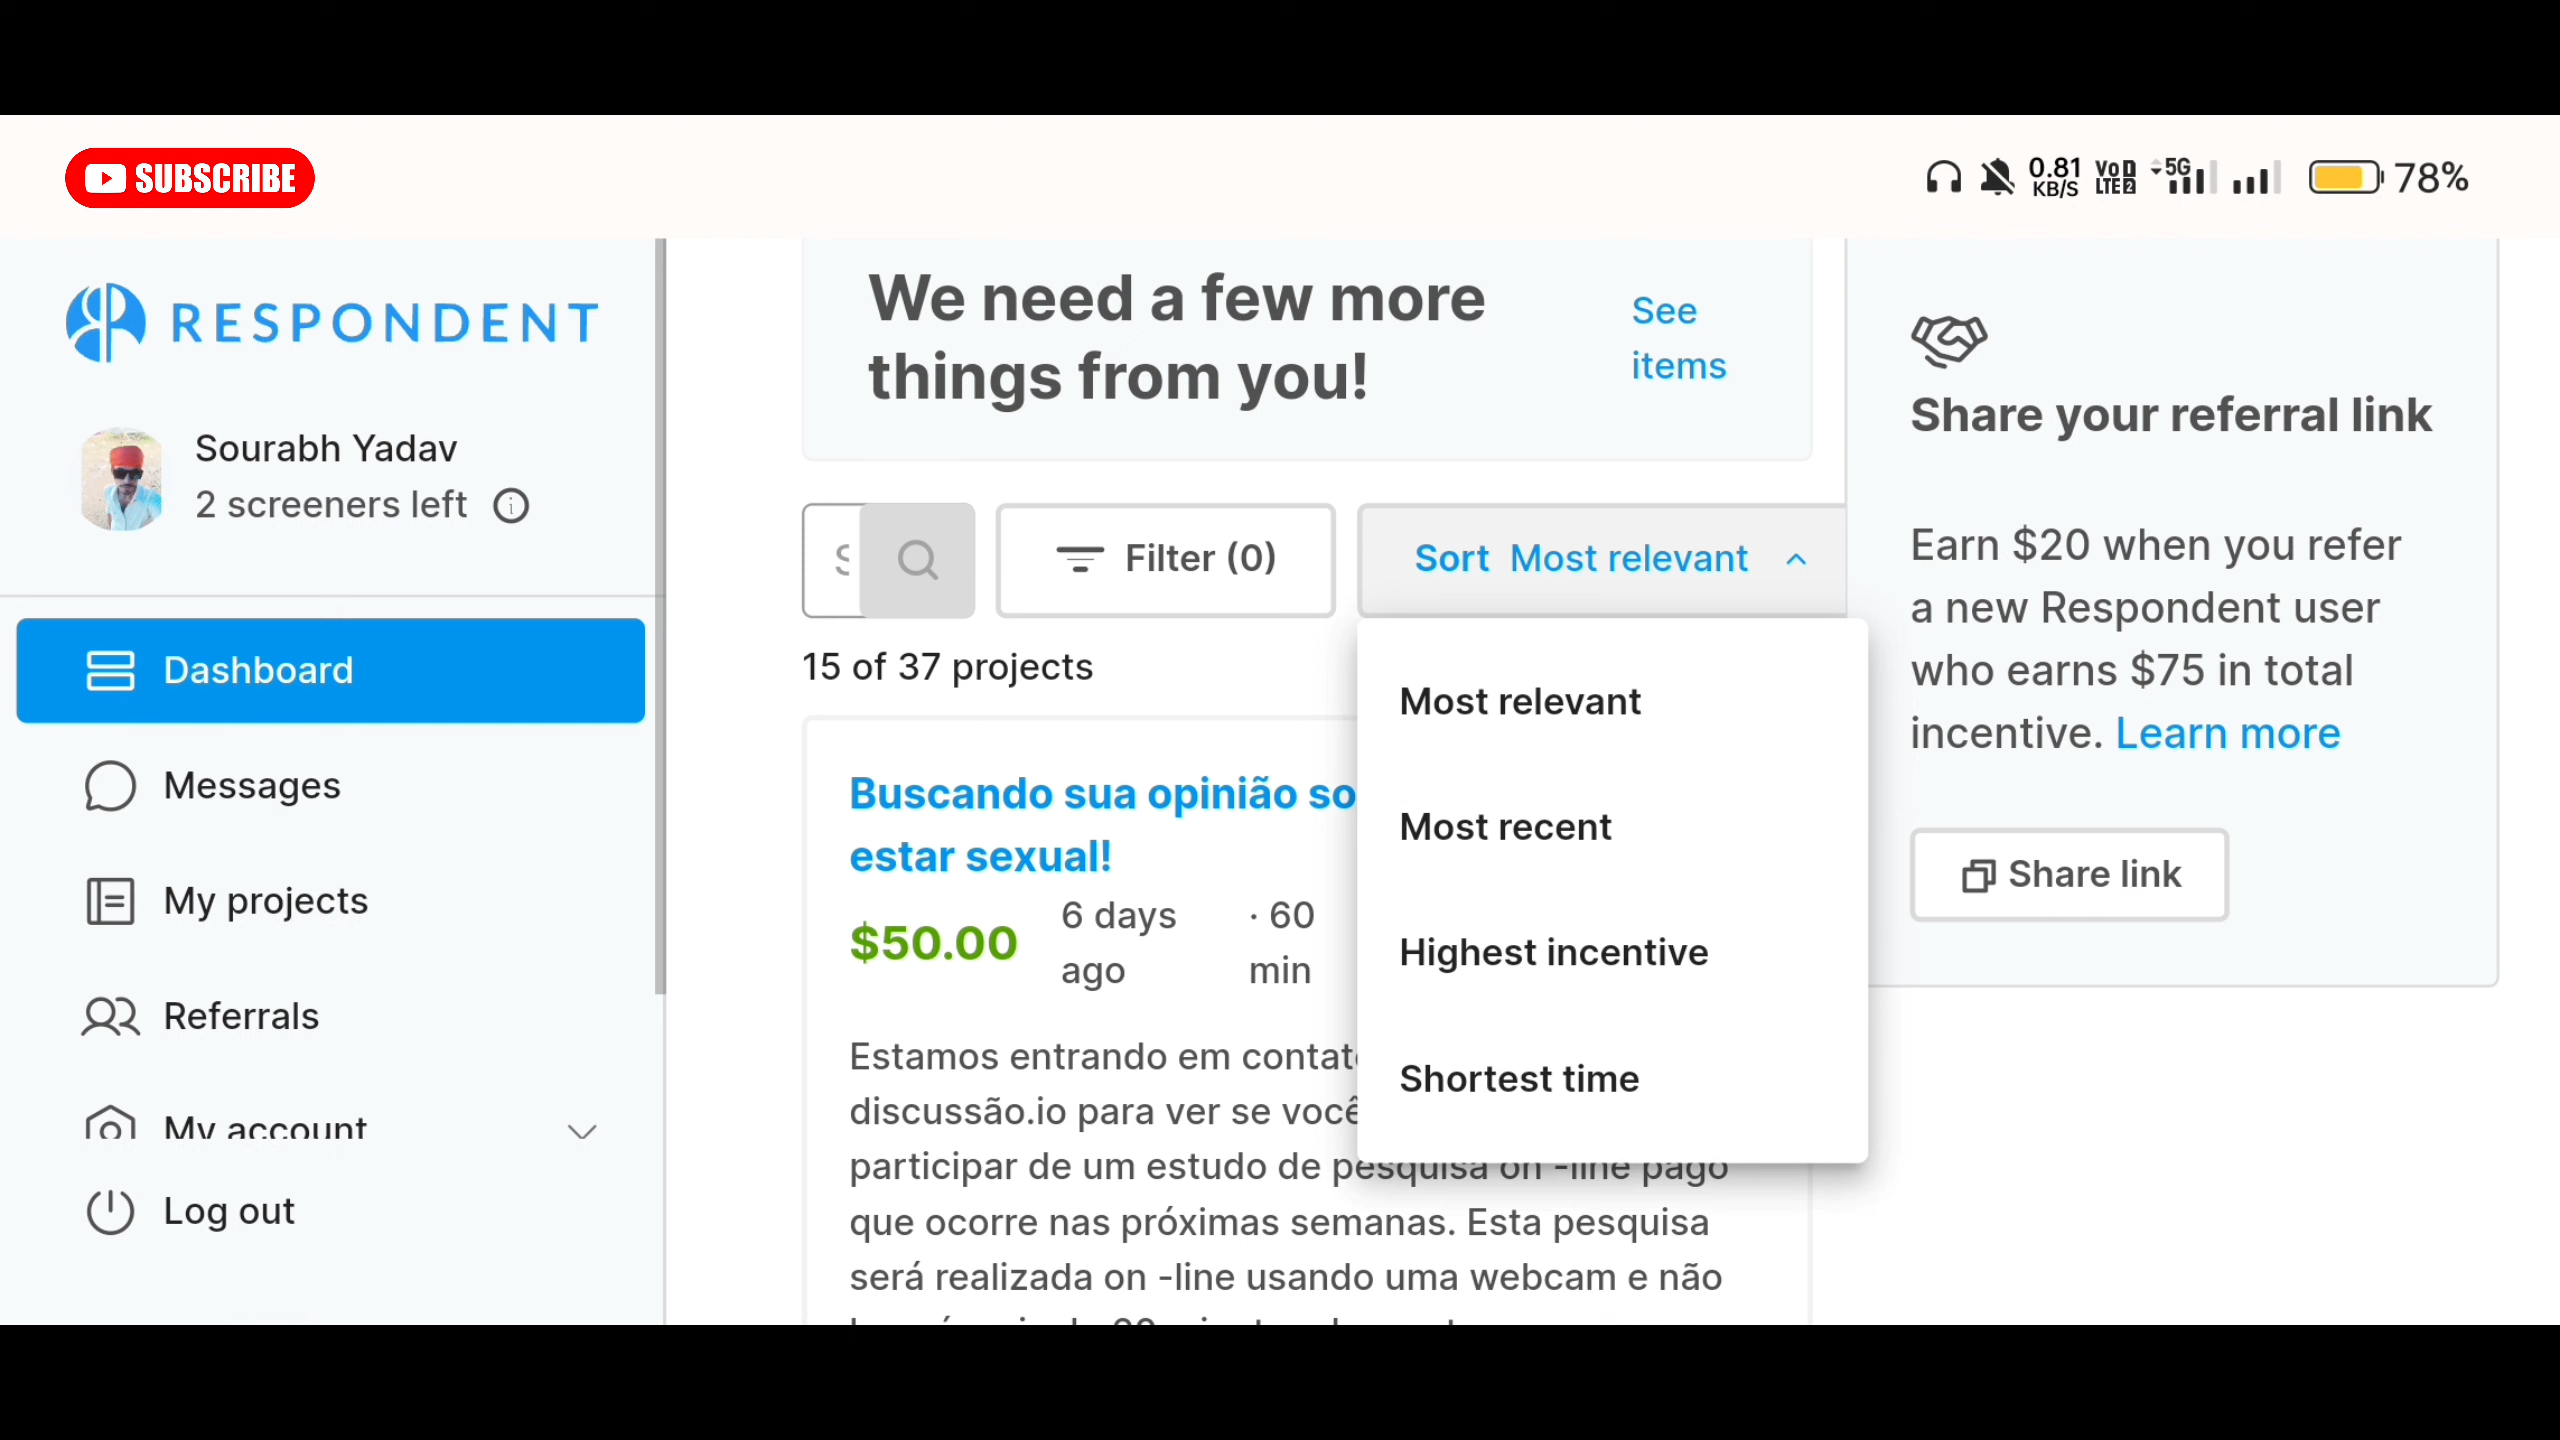 SUBSCRIBE
0.81
KB/S
VoD
LTE 2
5G
78%
RESPONDENT
Sourabh Yadav
2 screeners left
Dashboard
Messages
My projects
Referrals
My account
Log out
We need a few more
things from you!
See
items
S
Filter (0)
Sort Most relevant
15 of 37 projects
Most relevant
Most recent
Highest incentive
Shortest time
Buscando sua opinião so
estar sexual!
$50.00
6 days
ago
· 60
min
Estamos entrando em contato
discussão.io para ver se você
participar de um estudo de pesquisa on -line pago
que ocorre nas próximas semanas. Esta pesquisa
será realizada on -line usando uma webcam e não
Share your referral link
Earn $20 when you refer
a new Respondent user
who earns $75 in total
incentive. Learn more
Share link